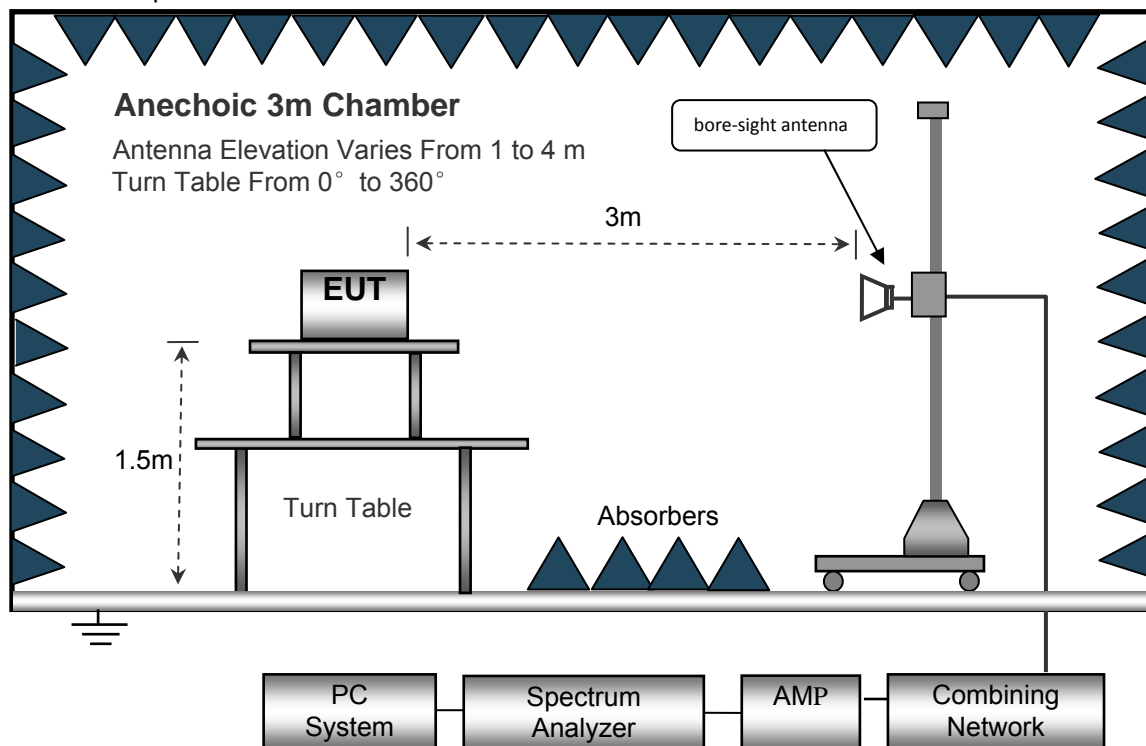 Anechoic 3m Chamber
Antenna Elevation Varies From 1 to 4 m
Turn Table From 0° to 360°
bore-sight antenna
3m
EUT
1.5m
Turn Table
Absorbers
PC
System
Spectrum
Analyzer
AMP
Combining
Network